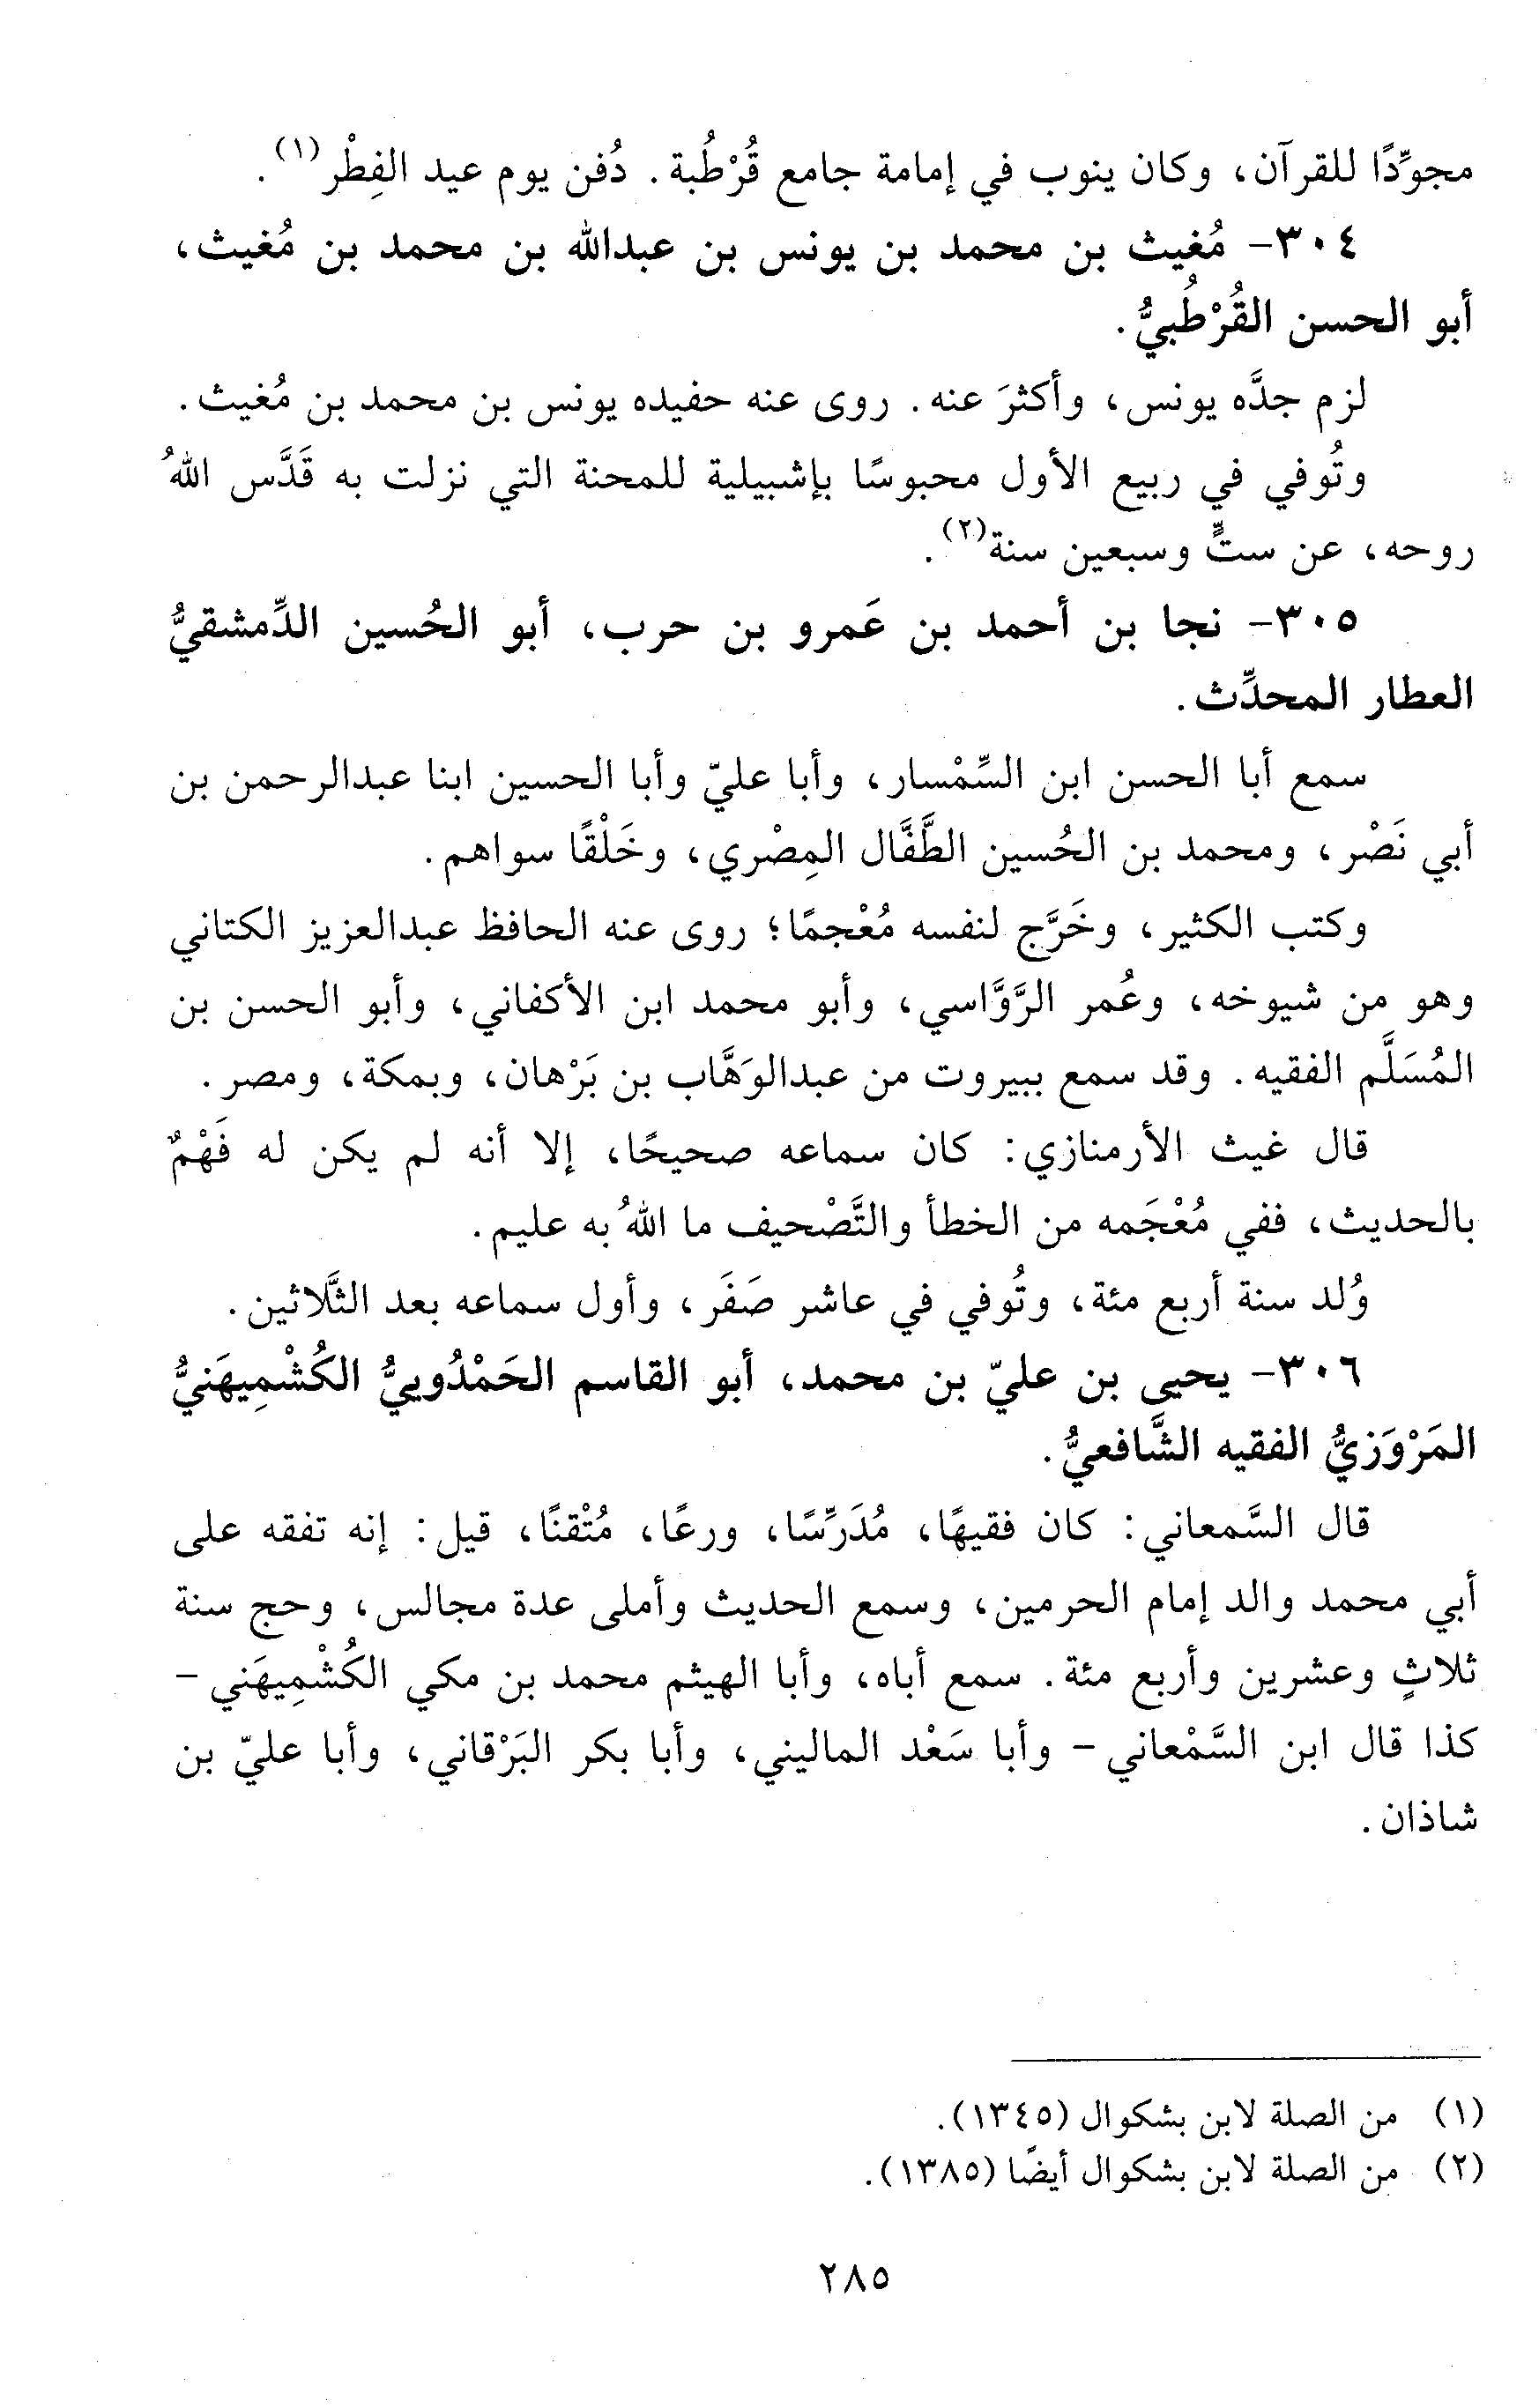 مجوِّدًا للقرآن، وكان ينوب في إمامة جامع قُرْطُبة. دُفن يوم عيد الفِطْر(١).
٣٠٤- مُغيث بن محمد بن يونس بن عبدالله بن محمد بن مُغيث،
أبو الحسن القُرْطُبيُّ.
لزم جدَّه يونس، وأكثرَ عنه. روى عنه حفيده يونس بن محمد بن مُغيث.
وتُوفي في ربيع الأول محبوسًا بإشبيلية للمحنة التي نزلت به قَدَّس اللهُ
روحه، عن ستٍّ وسبعين سنة(٢).
٣٠٥- نجا بن أحمد بن عَمرو بن حرب، أبو الحُسين الدِّمشقيُّ
العطار المحدِّث.
سمع أبا الحسن ابن السِّمْسار، وأبا عليّ وأبا الحسين ابنا عبدالرحمن بن
أبي نَصْر، ومحمد بن الحُسين الطَّفَّال المِصْري، وخَلْقًا سواهم.
وكتب الكثير، وخَرَّج لنفسه مُعْجمًا؛ روى عنه الحافظ عبدالعزيز الكتاني
وهو من شيوخه، وعُمر الرَّوَّاسي، وأبو محمد ابن الأكفاني، وأبو الحسن بن
المُسَلَّم الفقيه. وقد سمع ببيروت من عبدالوَهَّاب بن بَرْهان، وبمكة، ومصر.
قال غيث الأرمنازي: كان سماعه صحيحًا، إلا أنه لم يكن له فَهْمٌ
بالحديث، ففي مُعْجَمه من الخطأ والتَّصْحيف ما اللهُ به عليم.
وُلد سنة أربع مئة، وتُوفي في عاشر صَفَر، وأول سماعه بعد الثَّلاثين.
٣٠٦- يحيى بن عليّ بن محمد، أبو القاسم الحَمْدُوييُّ الكُشْمِيهَنيُّ
المَرْوَزيُّ الفقيه الشَّافعيُّ.
قال السَّمعاني: كان فقيهًا، مُدَرِّسًا، ورعًا، مُتْقنًا، قيل: إنه تفقه على
أبي محمد والد إمام الحرمين، وسمع الحديث وأملى عدة مجالس، وحج سنة
ثلاثٍ وعشرين وأربع مئة. سمع أباه، وأبا الهيثم محمد بن مكي الكُشْمِيهَني -
كذا قال ابن السَّمْعاني - وأبا سَعْد الماليني، وأبا بكر البَرْقاني، وأبا عليّ بن
شاذان.
(١) من الصلة لابن بشكوال (١٣٤٥).
(٢) من الصلة لابن بشكوال أيضًا (١٣٨٥).
٢٨٥